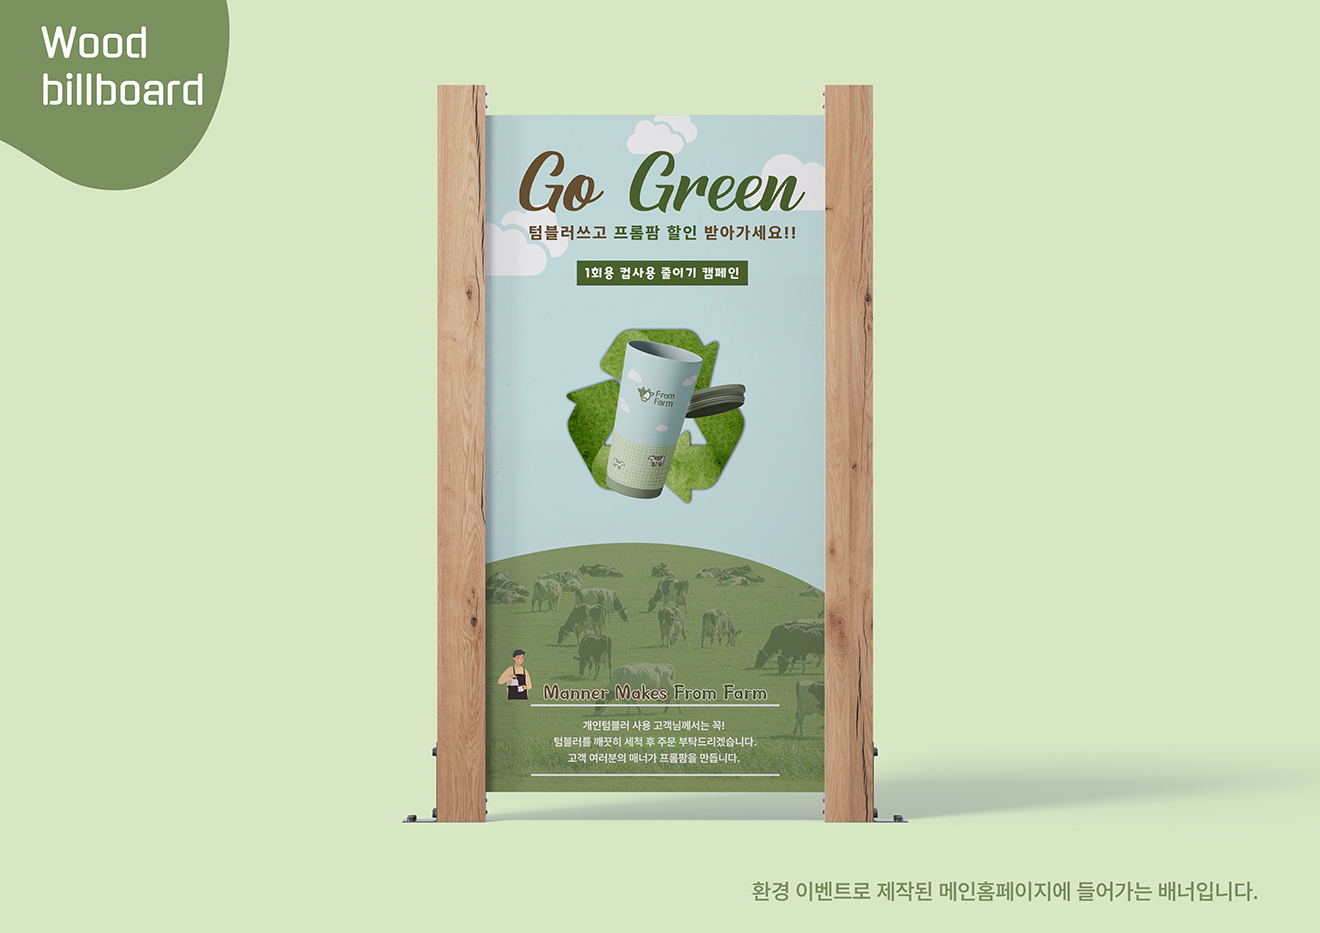 Wood
billboard
Go Green
텀블러쓰고 프롬팜 할인 받아가세요!!
1회용 컵사용 줄이기 캠페인
From
Farm
Manner Makes From Farm
개인텀블러 사용 고객님께서는 꼭!
텀블러를 깨끗히 세척 후 주문 부탁드리겠습니다.
고객 여러분의 매너가 프롬팜을 만듭니다.
환경 이벤트로 제작된 메인홈페이지에 들어가는 배너입니다.